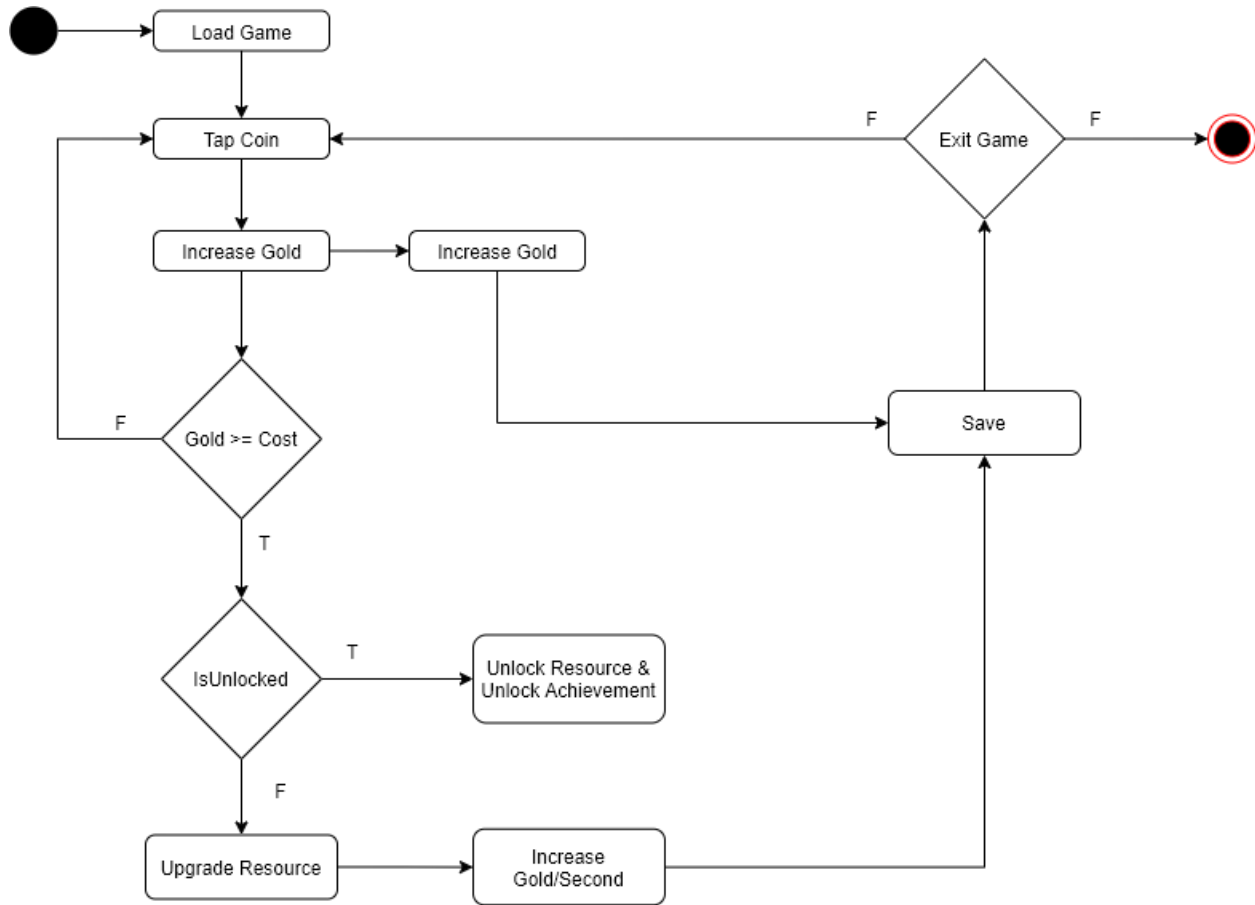 Load Game
Tap Coin
F
Exit Game
F
Increase Gold
Increase Gold
F
Gold >= Cost
Save
T
IsUnlocked
T
Unlock Resource &
Unlock Achievement
F
Upgrade Resource
Increase
Gold/Second